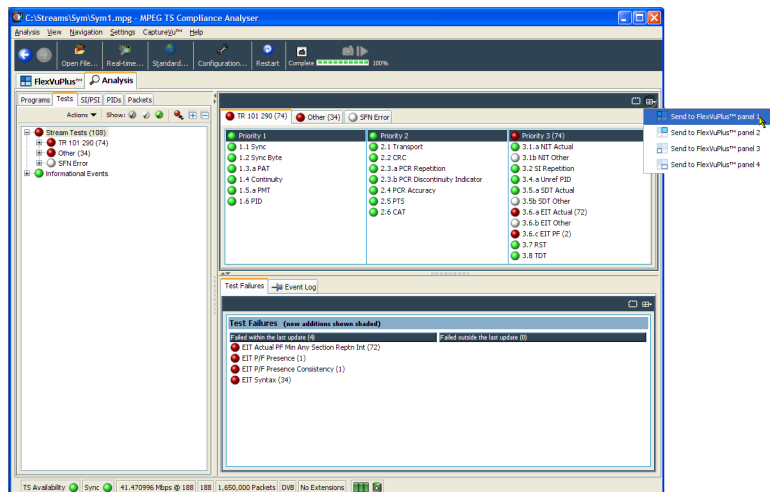 C:\Streams\Sym\Sym1.mpg - MPEG TS Compliance Analyser
Analysis View Navigation Settings CaptureVu™ Help
Open File... Real-time... Standard... Configuration... Restart Complete 100%
FlexVuPlus™ Analysis
Programs Tests SI/PSI PIDs Packets
Actions Show:
Stream Tests (108)
TR 101 290 (74)
Other (34)
SFN Error
Informational Events
TR 101 290 (74) Other (34) SFN Error
Priority 1
1.1 Sync
1.2 Sync Byte
1.3.a PAT
1.4 Continuity
1.5.a PMT
1.6 PID
Priority 2
2.1 Transport
2.2 CRC
2.3.a PCR Repetition
2.3.b PCR Discontinuity Indicator
2.4 PCR Accuracy
2.5 PTS
2.6 CAT
Priority 3 (74)
3.1.a NIT Actual
3.1b NIT Other
3.2 SI Repetition
3.4.a Unref PID
3.5.a SDT Actual
3.5b SDT Other
3.6.a EIT Actual (72)
3.6.b EIT Other
3.6.c EIT PF (2)
3.7 RST
3.8 TDT
Send to FlexVuPlus™ panel 1
Send to FlexVuPlus™ panel 2
Send to FlexVuPlus™ panel 3
Send to FlexVuPlus™ panel 4
Test Failures Event Log
Test Failures (new additions shown shaded)
Failed within the last update (4) Failed outside the last update (0)
EIT Actual PF Min Any Section Reptn Int (72)
EIT P/F Presence (1)
EIT P/F Presence Consistency (1)
EIT Syntax (34)
TS Availability Sync 41.470996 Mbps @ 188 188 1,650,000 Packets DVB No Extensions